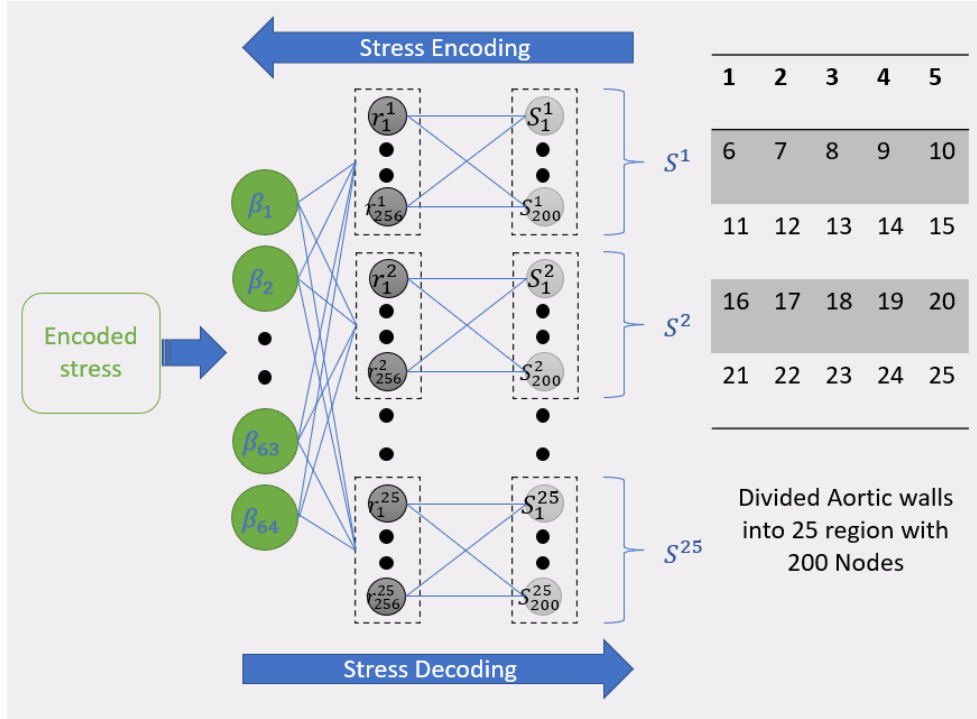 Stress Encoding
1 2 3 4 5
6 7 8 9 10
11 12 13 14 15
16 17 18 19 20
21 22 23 24 25
Divided Aortic walls
into 25 region with
200 Nodes
Encoded
stress
β₁
β₂
β₆₃
β₆₄
r₁¹
r₂₅₆¹
r₁²
r₂₅₆²
r₁²⁵
r₂₅₆²⁵
S₁¹
S₂₀₀¹
S₁²
S₂₀₀²
S₁²⁵
S₂₀₀²⁵
S¹
S²
S²⁵
Stress Decoding